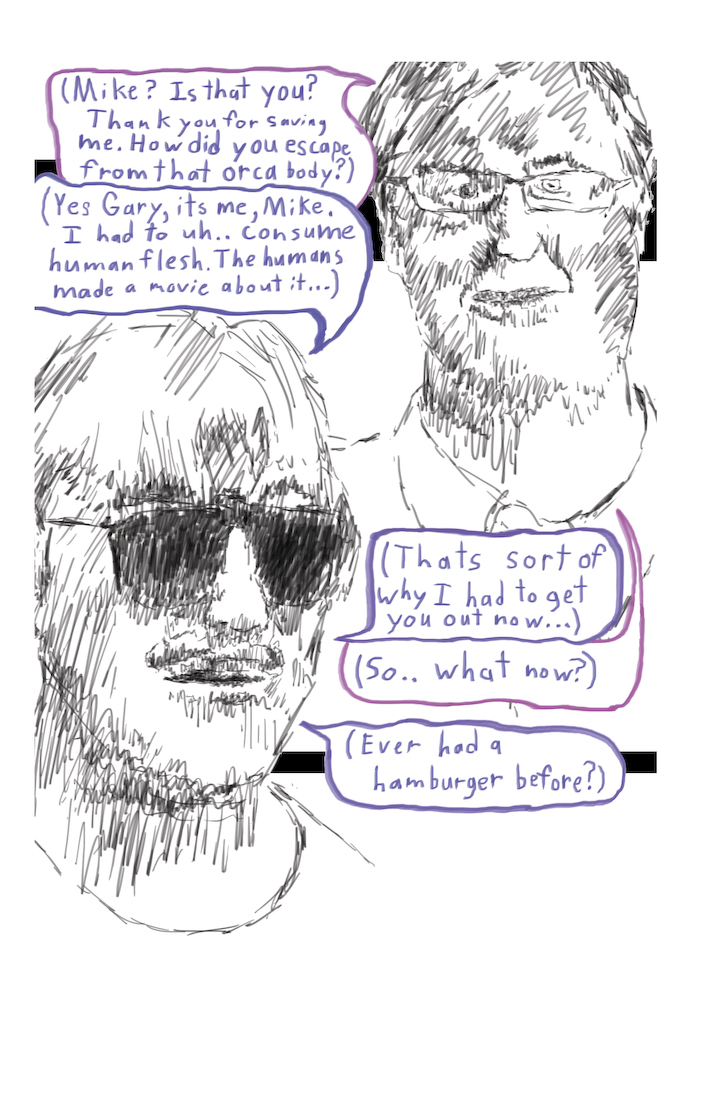 (Mike? Is that you?
Thank you for saving
me. How did you escape
from that orca body?)
(Yes Gary, its me, Mike.
I had to uh.. consume
human flesh. The humans
made a movie about it...)
(Thats sort of
why I had to get
you out now...)
(So.. what now?)
(Ever had a
hamburger before?)